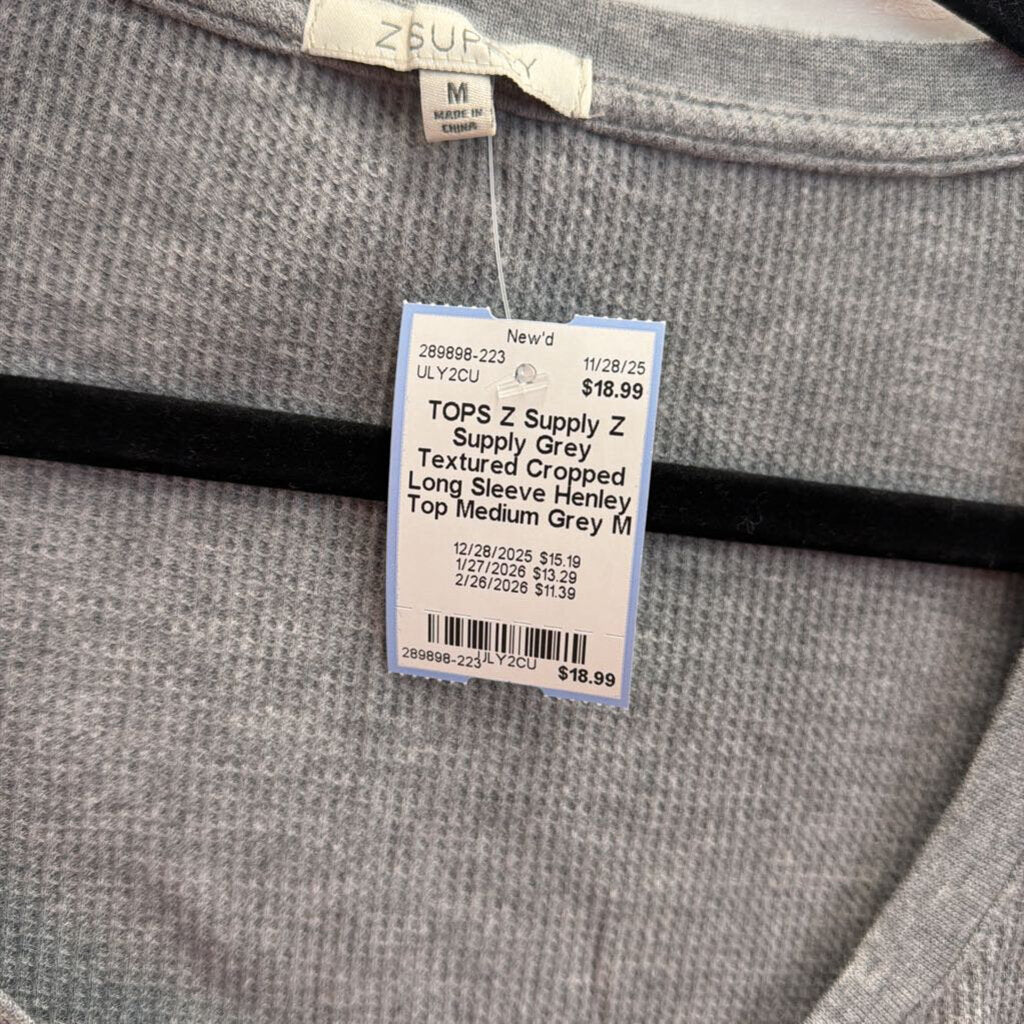 Z SUPPLY
M
MADE IN
CHINA
New'd
289898-223 11/28/25
ULY2CU $18.99
TOPS Z Supply Z
Supply Grey
Textured Cropped
Long Sleeve Henley
Top Medium Grey M
12/28/2025 $15.19
1/27/2026 $13.29
2/26/2026 $11.39
289898-223 ULY2CU $18.99